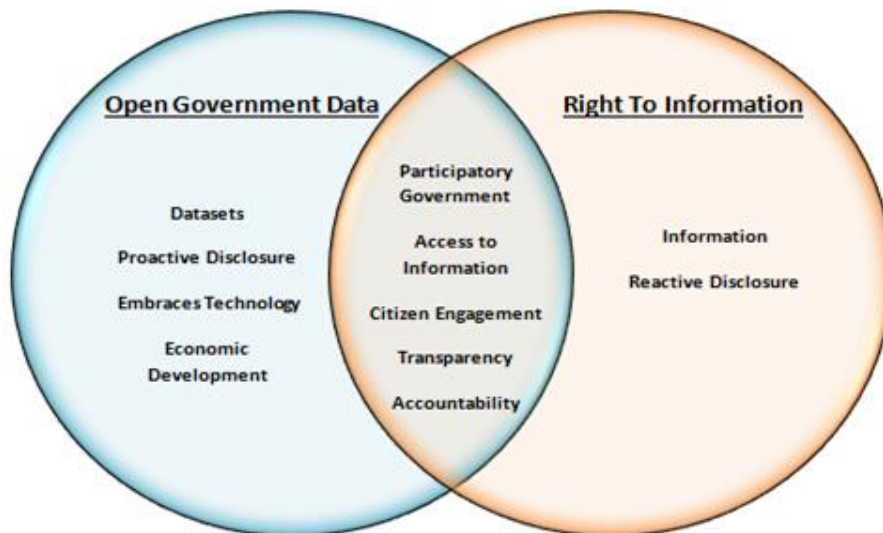 Open Government Data
Datasets
Proactive Disclosure
Embraces Technology
Economic
Development
Participatory
Government
Access to
Information
Citizen Engagement
Transparency
Accountability
Right To Information
Information
Reactive Disclosure